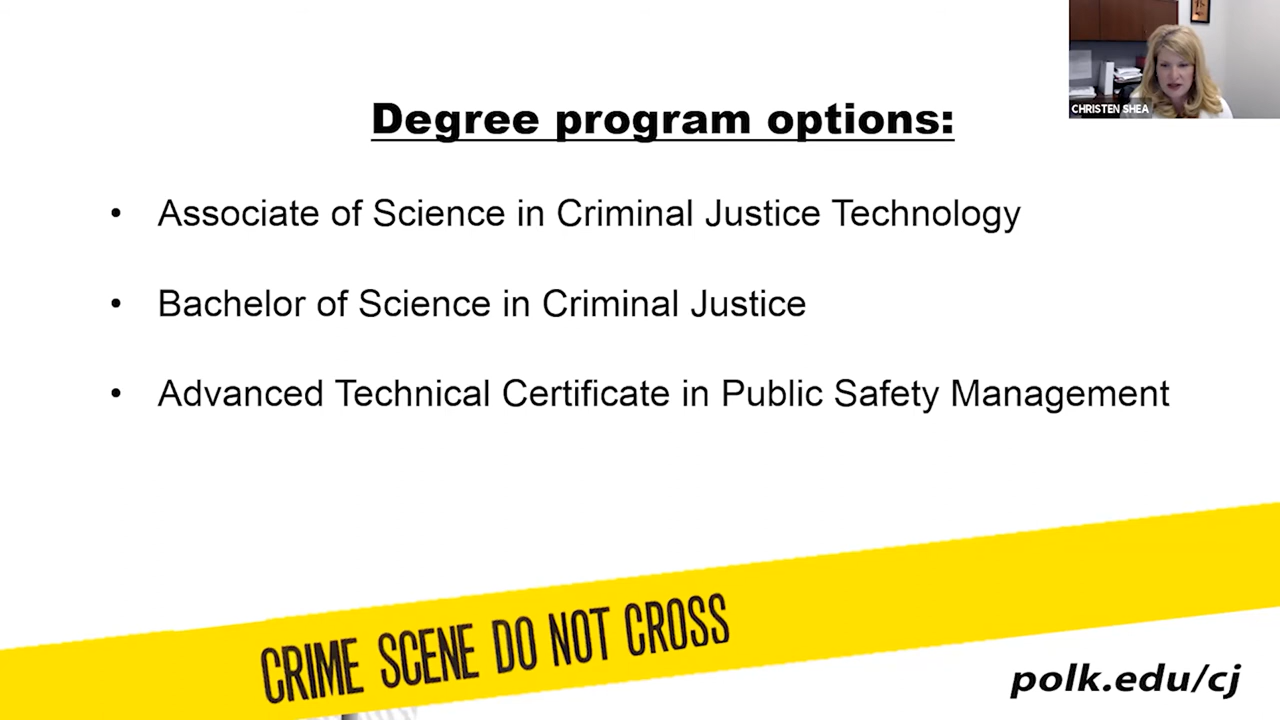 CHRISTEN SHEA
Degree program options:
• Associate of Science in Criminal Justice Technology
• Bachelor of Science in Criminal Justice
• Advanced Technical Certificate in Public Safety Management
CRIME SCENE DO NOT CROSS
polk.edu/cj